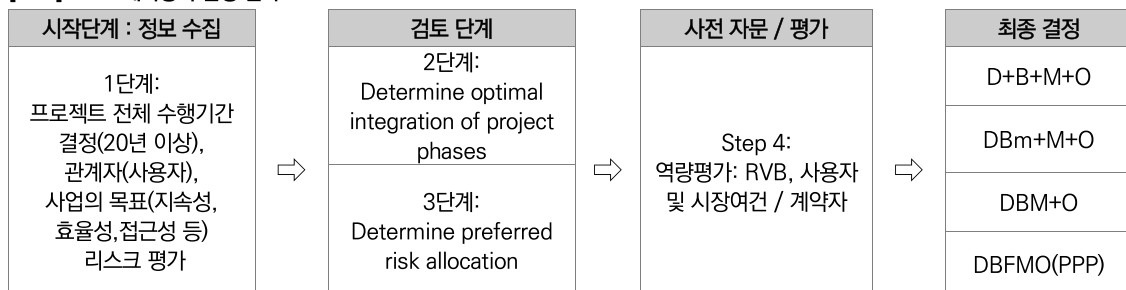 시작단계 : 정보 수집
1단계:
프로젝트 전체 수행기간
결정(20년 이상),
관계자(사용자),
사업의 목표(지속성,
효율성,접근성 등)
리스크 평가
검토 단계
2단계:
Determine optimal
integration of project
phases
3단계:
Determine preferred
risk allocation
사전 자문 / 평가
Step 4:
역량평가: RVB, 사용자
및 시장여건 / 계약자
최종 결정
D+B+M+O
DBm+M+O
DBM+O
DBFMO(PPP)